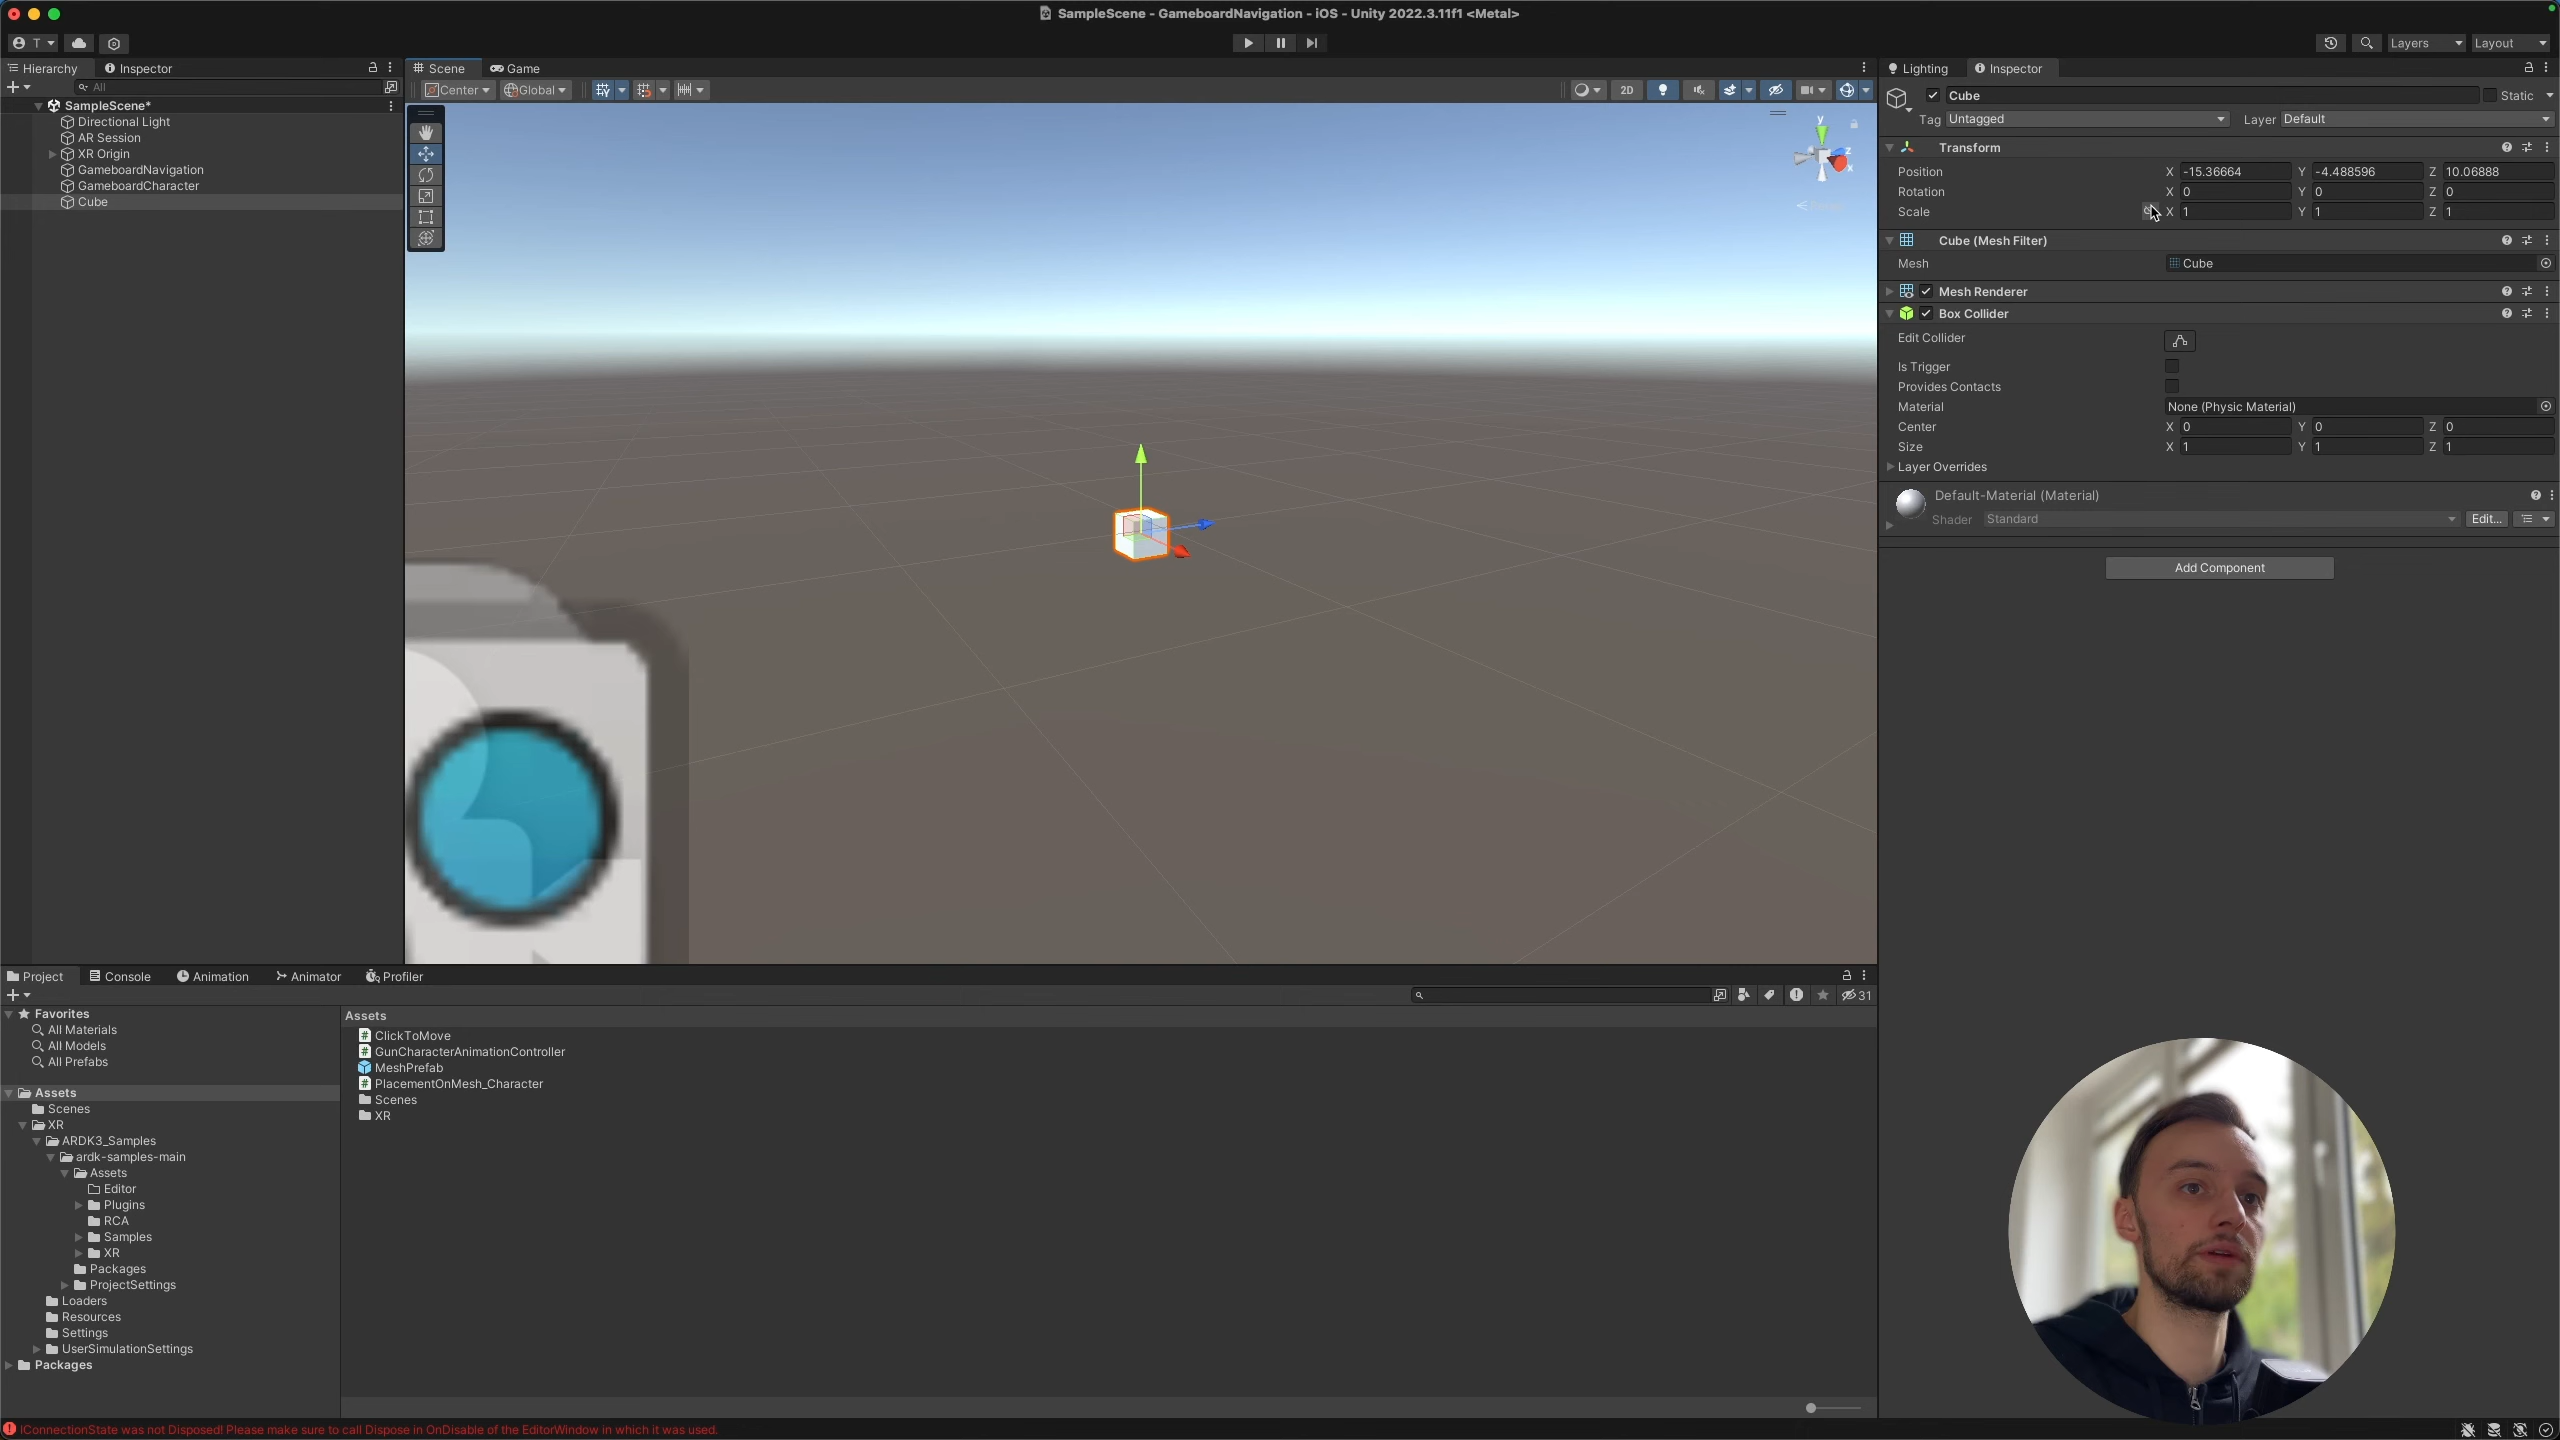 SampleScene - GameboardNavigation - iOS - Unity 2022.3.11f1 <Metal>
T
Layers
Layout
Hierarchy
Inspector
All
SampleScene*
Directional Light
AR Session
XR Origin
GameboardNavigation
GameboardCharacter
Cube
Scene
Game
Center
Global
2D
y
z
x
Lighting
Inspector
Cube
Static
Tag Untagged Layer Default
Transform
Position X -15.36664 Y -4.488596 Z 10.06888
Rotation X 0 Y 0 Z 0
Scale X 1 Y 1 Z 1
Cube (Mesh Filter)
Mesh Cube
Mesh Renderer
Box Collider
Edit Collider
Is Trigger
Provides Contacts
Material None (Physic Material)
Center X 0 Y 0 Z 0
Size X 1 Y 1 Z 1
Layer Overrides
Default-Material (Material)
Shader Standard Edit...
Add Component
Project
Console
Animation
Animator
Profiler
31
Favorites
All Materials
All Models
All Prefabs
Assets
Scenes
XR
ARDK3_Samples
ardk-samples-main
Assets
Editor
Plugins
RCA
Samples
XR
Packages
ProjectSettings
Loaders
Resources
Settings
UserSimulationSettings
Packages
Assets
ClickToMove
GunCharacterAnimationController
MeshPrefab
PlacementOnMesh_Character
Scenes
XR
IConnectionState was not Disposed! Please make sure to call Dispose in OnDisable of the EditorWindow in which it was used.